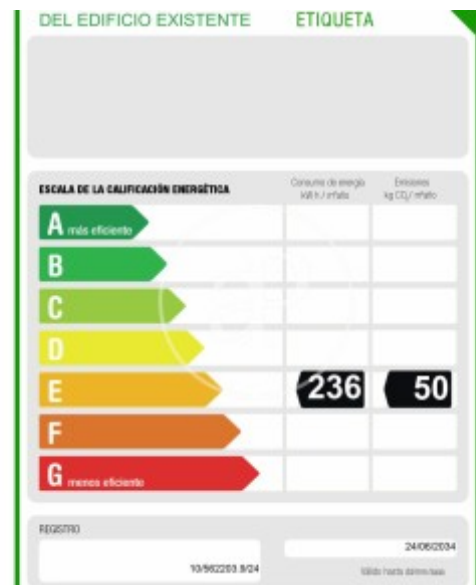 DEL EDIFICIO EXISTENTE ETIQUETA
ESCALA DE LA CALIFICACIÓN ENERGÉTICA
Consumo de energía
kW h / m²año
Emisiones
kg CO₂/ m²año
A más eficiente
B
C
D
E 236 50
F
G menos eficiente
REGISTRO
24/06/2034
10/562203.9/24
Válido hasta dd/mm/aaaa